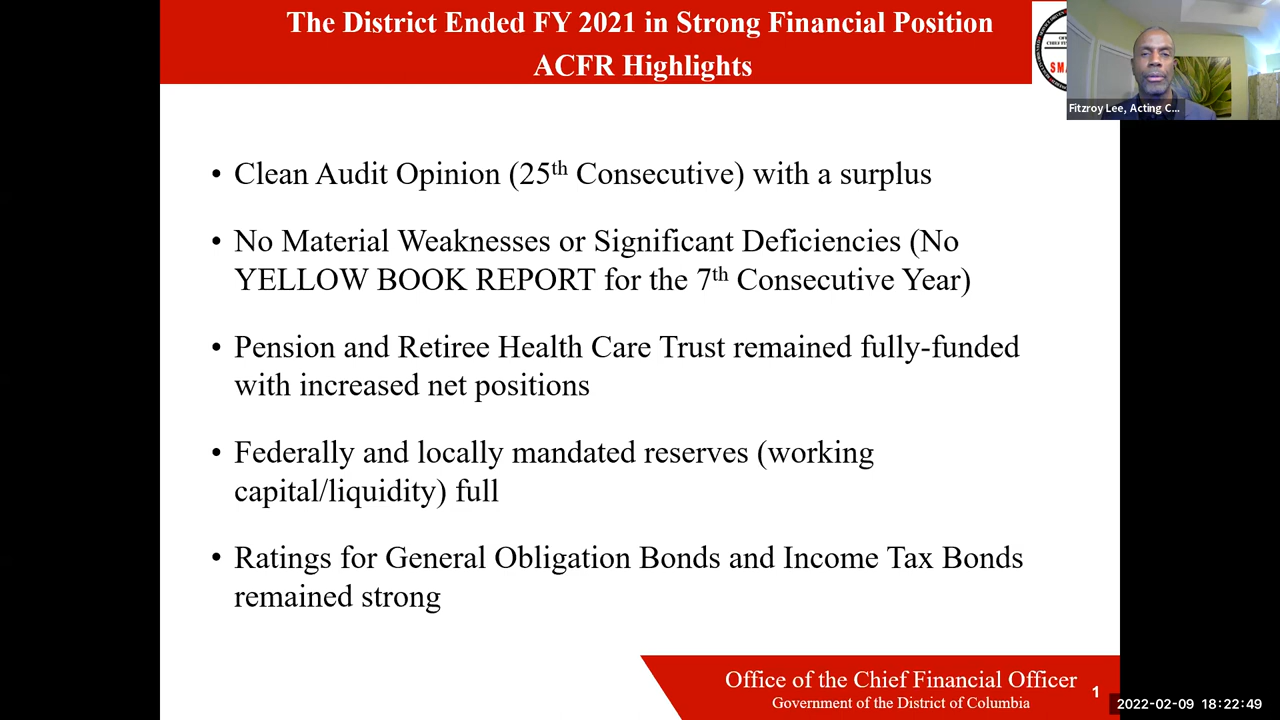 The District Ended FY 2021 in Strong Financial Position
ACFR Highlights
Fitzroy Lee, Acting C...
• Clean Audit Opinion (25th Consecutive) with a surplus
• No Material Weaknesses or Significant Deficiencies (No
YELLOW BOOK REPORT for the 7th Consecutive Year)
• Pension and Retiree Health Care Trust remained fully-funded
with increased net positions
• Federally and locally mandated reserves (working
capital/liquidity) full
• Ratings for General Obligation Bonds and Income Tax Bonds
remained strong
Office of the Chief Financial Officer
Government of the District of Columbia
1
2022-02-09 18:22:49